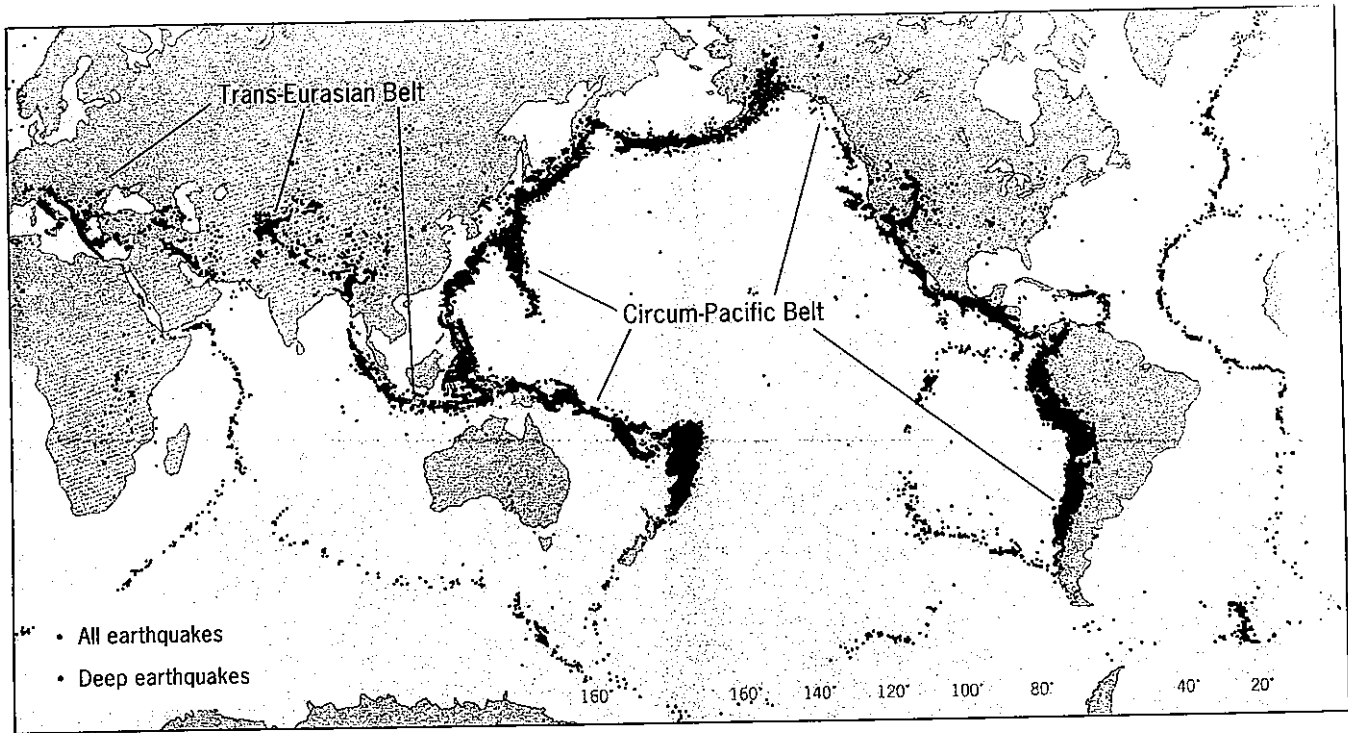 Trans-Eurasian Belt
Circum-Pacific Belt
• All earthquakes
• Deep earthquakes
160° 160° 140° 120° 100° 80° 40° 20°